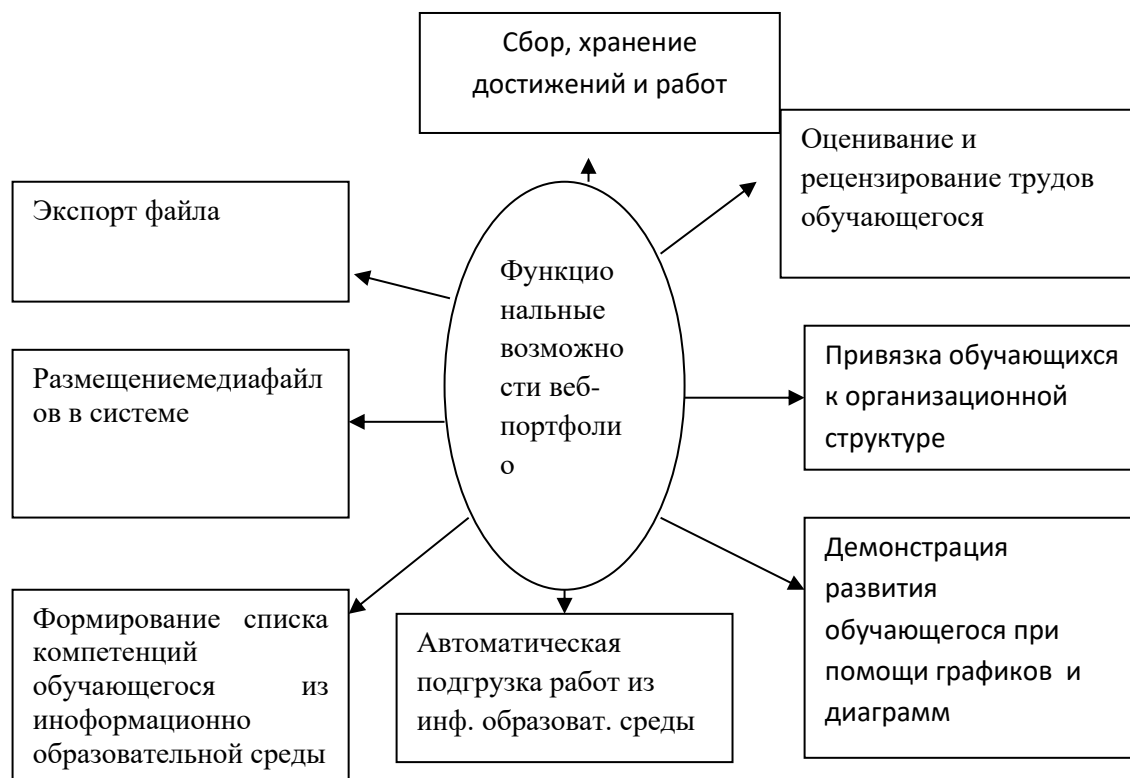 Сбор, хранение
достижений и работ
Оценивание и
рецензирование трудов
обучающегося
Экспорт файла
Функцио
нальные
возможно
сти веб-
портфоли
о
Привязка обучающихся
к организационной
структуре
Размещениемедиафайл
ов в системе
Демонстрация
развития
обучающегося при
помощи графиков и
диаграмм
Формирование списка
компетенций
обучающегося из
иноформационно
образовательной среды
Автоматическая
подгрузка работ из
инф. образоват. среды